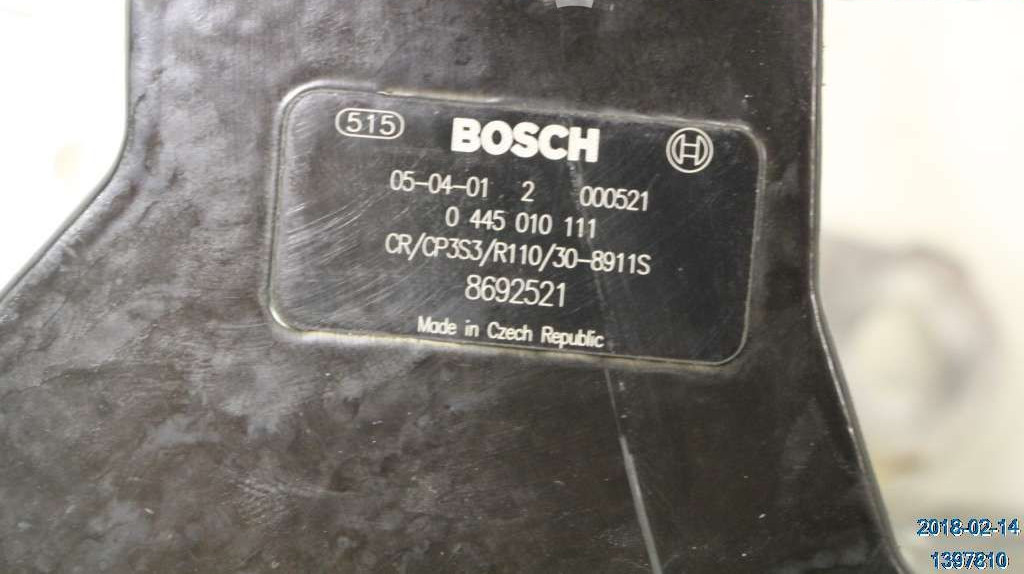 515 BOSCH H
05-04-01 2 000521
0 445 010 111
CR/CP3S3/R110/30-8911S
8692521
Made in Czech Republic
2018-02-14
1397810